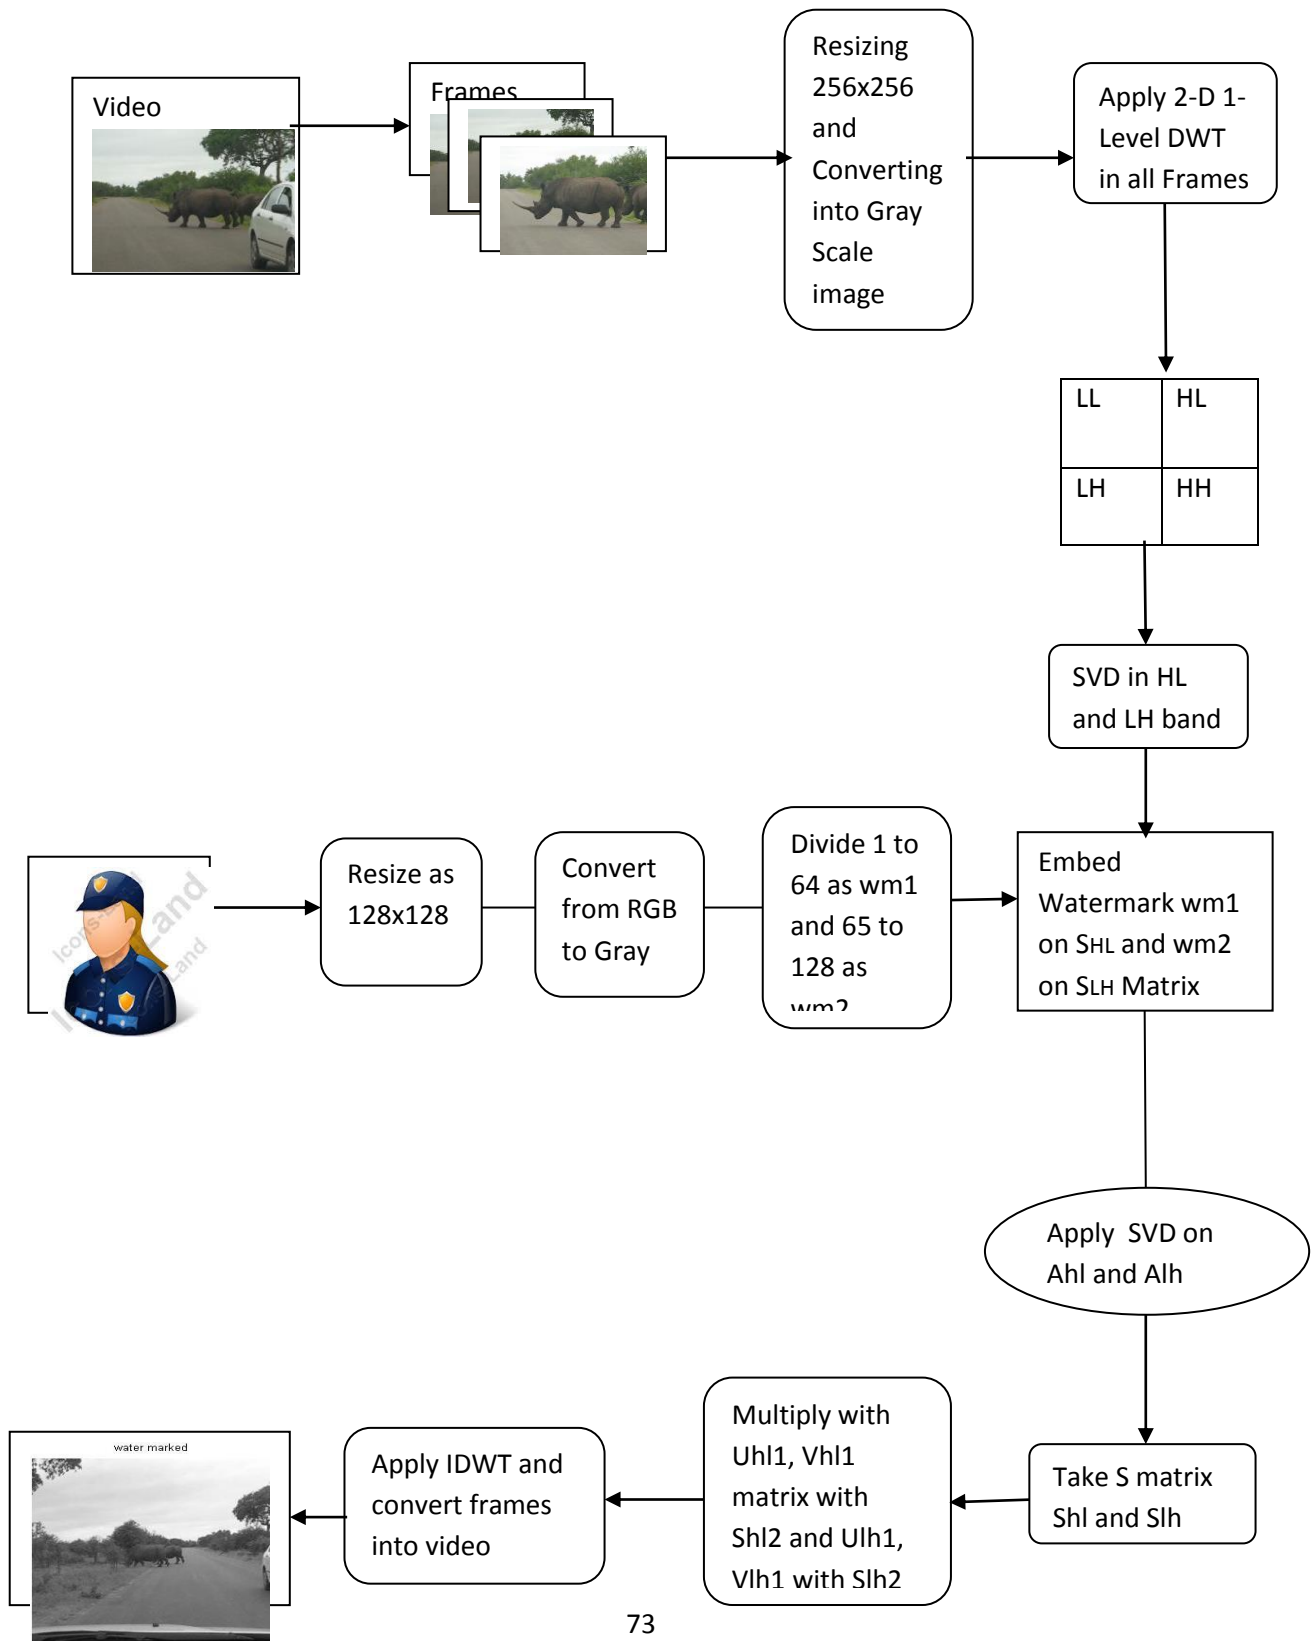 Video
Frames
Resizing
256x256
and
Converting
into Gray
Scale
image
Apply 2-D 1-
Level DWT
in all Frames
LL
HL
LH
HH
SVD in HL
and LH band
Resize as
128x128
Convert
from RGB
to Gray
Divide 1 to
64 as wm1
and 65 to
128 as
wm2
Embed
Watermark wm1
on SHL and wm2
on SLH Matrix
Apply SVD on
Ahl and Alh
Take S matrix
Shl and Slh
Multiply with
Uhl1, Vhl1
matrix with
Shl2 and Ulh1,
Vlh1 with Slh2
Apply IDWT and
convert frames
into video
water marked
73